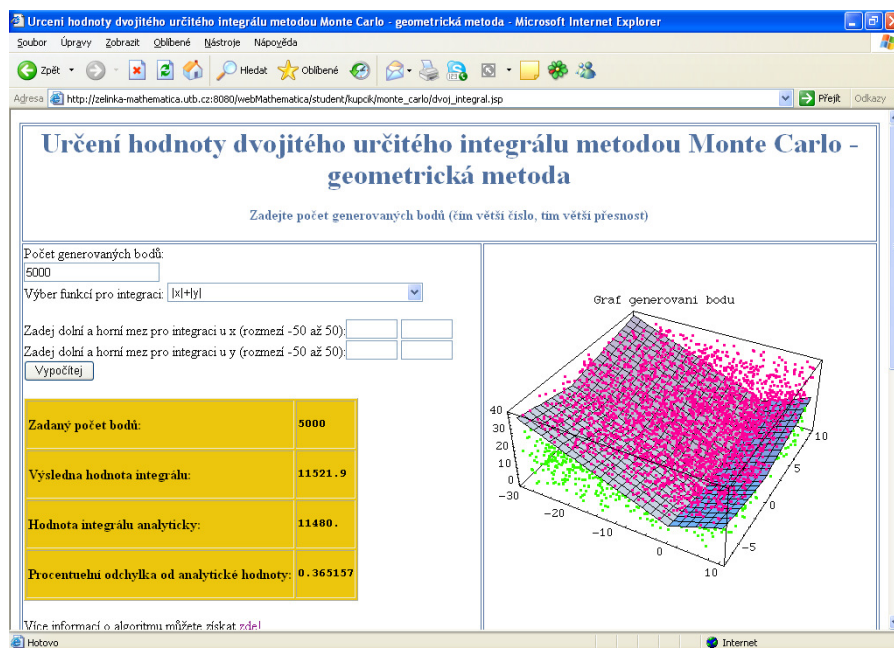 Urceni hodnoty dvojitého určitého integrálu metodou Monte Carlo - geometrická metoda - Microsoft Internet Explorer
Soubor Úpravy Zobrazit Oblíbené Nástroje Nápověda
Zpět Hledat Oblíbené
Adresa http://zelinka-mathematica.utb.cz:8080/webMathematica/student/kupcik/monte_carlo/dvoj_integral.jsp Přejít Odkazy
Určení hodnoty dvojitého určitého integrálu metodou Monte Carlo -
geometrická metoda
Zadejte počet generovaných bodů (čím větší číslo, tím větší přesnost)
Počet generovaných bodů:
5000
Výber funkcí pro integraci: |x|+|y|
Zadej dolní a horní mez pro integraci u x (rozmezí -50 až 50):
Zadej dolní a horní mez pro integraci u y (rozmezí -50 až 50):
Vypočítej
Zadaný počet bodů: 5000
Výsledna hodnota integrálu: 11521.9
Hodnota integrálu analyticky: 11480.
Procentuelní odchylka od analytické hodnoty: 0.365157
Více informací o algoritmu můžete získat zde!
Graf generovani bodu
40
30
20
10
0
-30
-20
-10
0
10
-5
0
5
10
Hotovo Internet